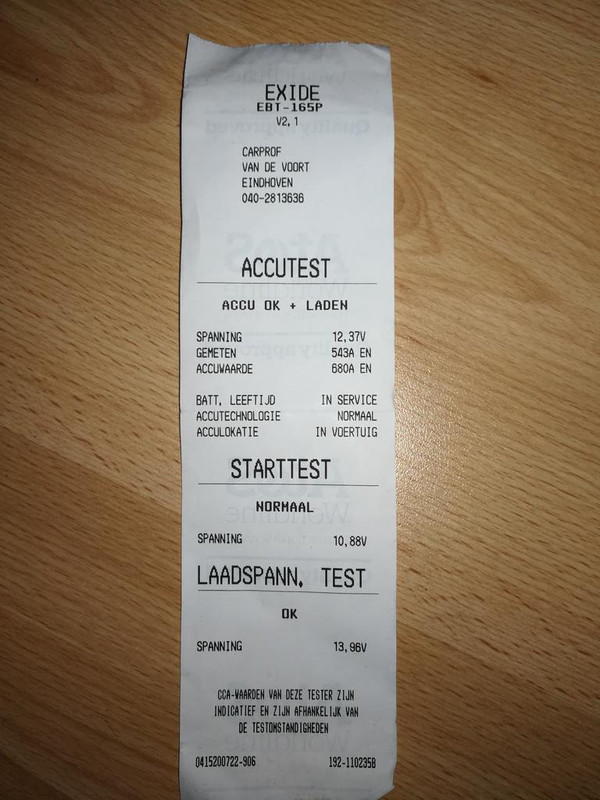 EXIDE
EBT-165P
V2,1
CARPROF
VAN DE VOORT
EINDHOVEN
040-2813636
ACCUTEST
ACCU OK + LADEN
SPANNING 12,37V
GEMETEN 543A EN
ACCUWAARDE 680A EN
BATT. LEEFTIJD IN SERVICE
ACCUTECHNOLOGIE NORMAAL
ACCULOKATIE IN VOERTUIG
STARTTEST
NORMAAL
SPANNING 10,88V
LAADSPANN. TEST
OK
SPANNING 13,96V
CCA-WAARDEN VAN DEZE TESTER ZIJN
INDICATIEF EN ZIJN AFHANKELIJK VAN
DE TESTOMSTANDIGHEDEN
0415200722-906 192-110235B